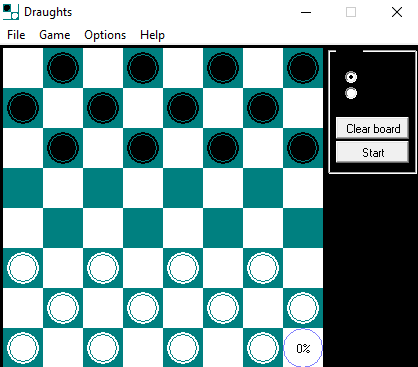 Draughts
File Game Options Help
Clear board
Start
0%